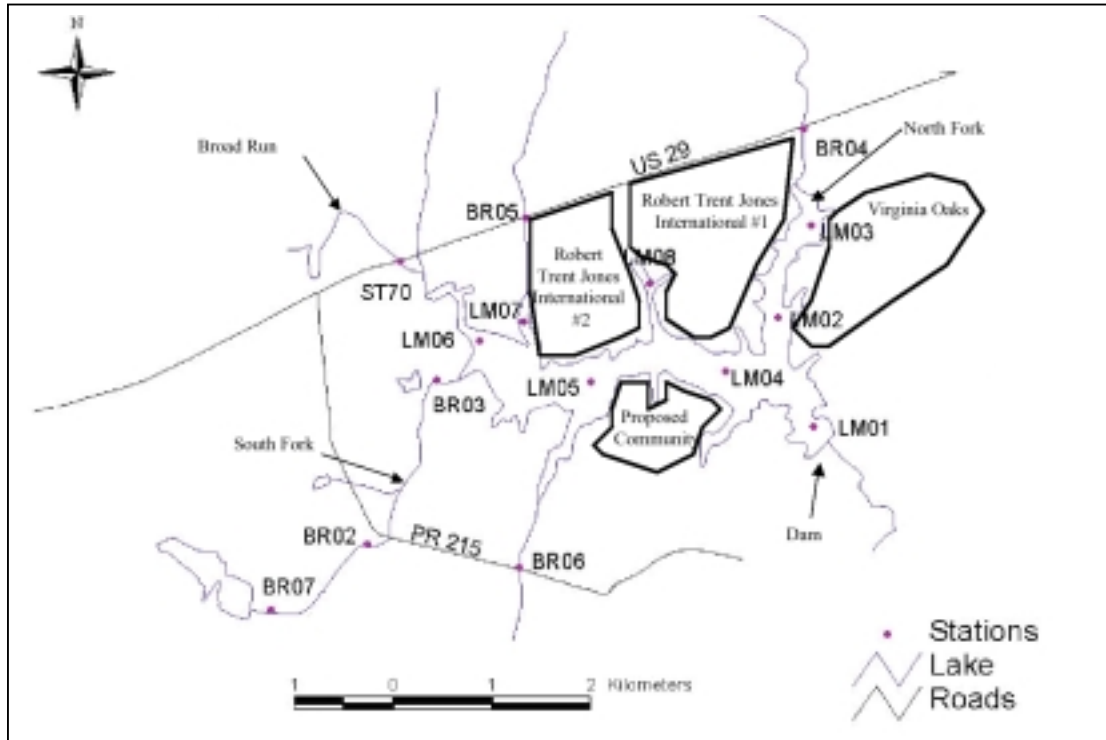 N
Broad Run
US 29
BR04
North Fork
BR05
Robert Trent Jones
International #1
Virginia Oaks
LM03
ST70
Robert
Trent Jones
International
#2
LM08
LM07
LM02
LM06
BR03
LM05
LM04
Proposed
Community
LM01
South Fork
Dam
BR02
PR 215
BR06
BR07
Stations
Lake
Roads
1 0 1 2 Kilometers